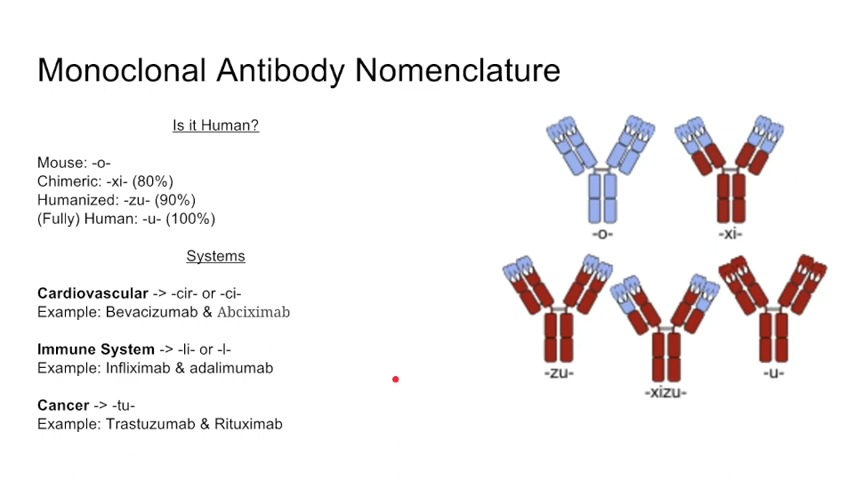 Monoclonal Antibody Nomenclature
Is it Human?
Mouse: -o-
Chimeric: -xi- (80%)
Humanized: -zu- (90%)
(Fully) Human: -u- (100%)
Systems
Cardiovascular -> -cir- or -ci-
Example: Bevacizumab & Abciximab
Immune System -> -li- or -l-
Example: Infliximab & adalimumab
Cancer -> -tu-
Example: Trastuzumab & Rituximab
-o-
-xi-
-zu-
-xizu-
-u-